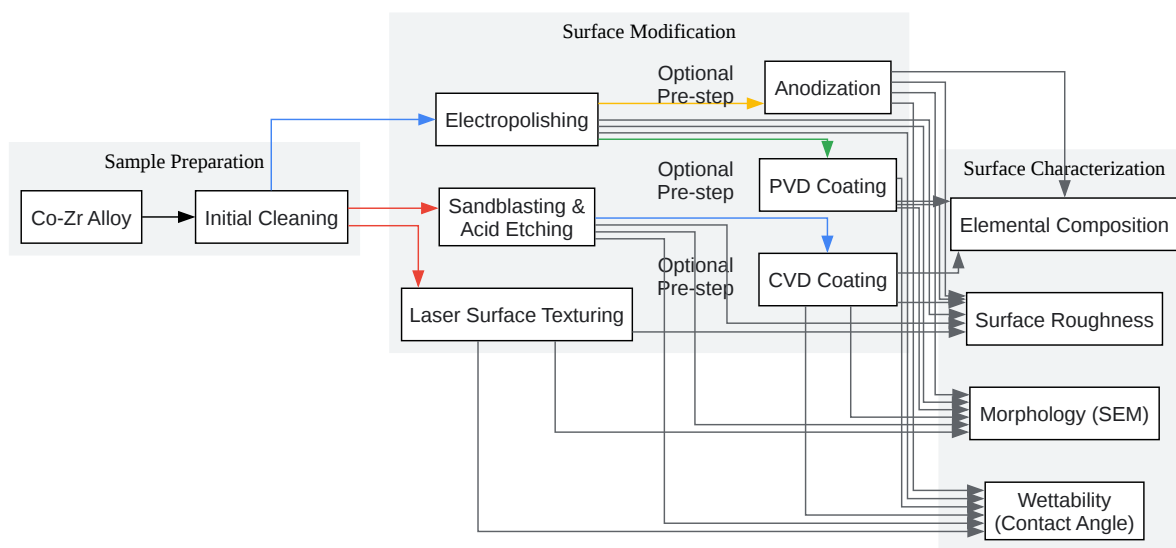 Surface Modification
Optional
Pre-step
Anodization
Electropolishing
Sample Preparation
Surface Characterization
Optional
Pre-step
PVD Coating
Co-Zr Alloy
Initial Cleaning
Sandblasting &
Acid Etching
Elemental Composition
Optional
Pre-step
CVD Coating
Laser Surface Texturing
Surface Roughness
Morphology (SEM)
Wettability
(Contact Angle)